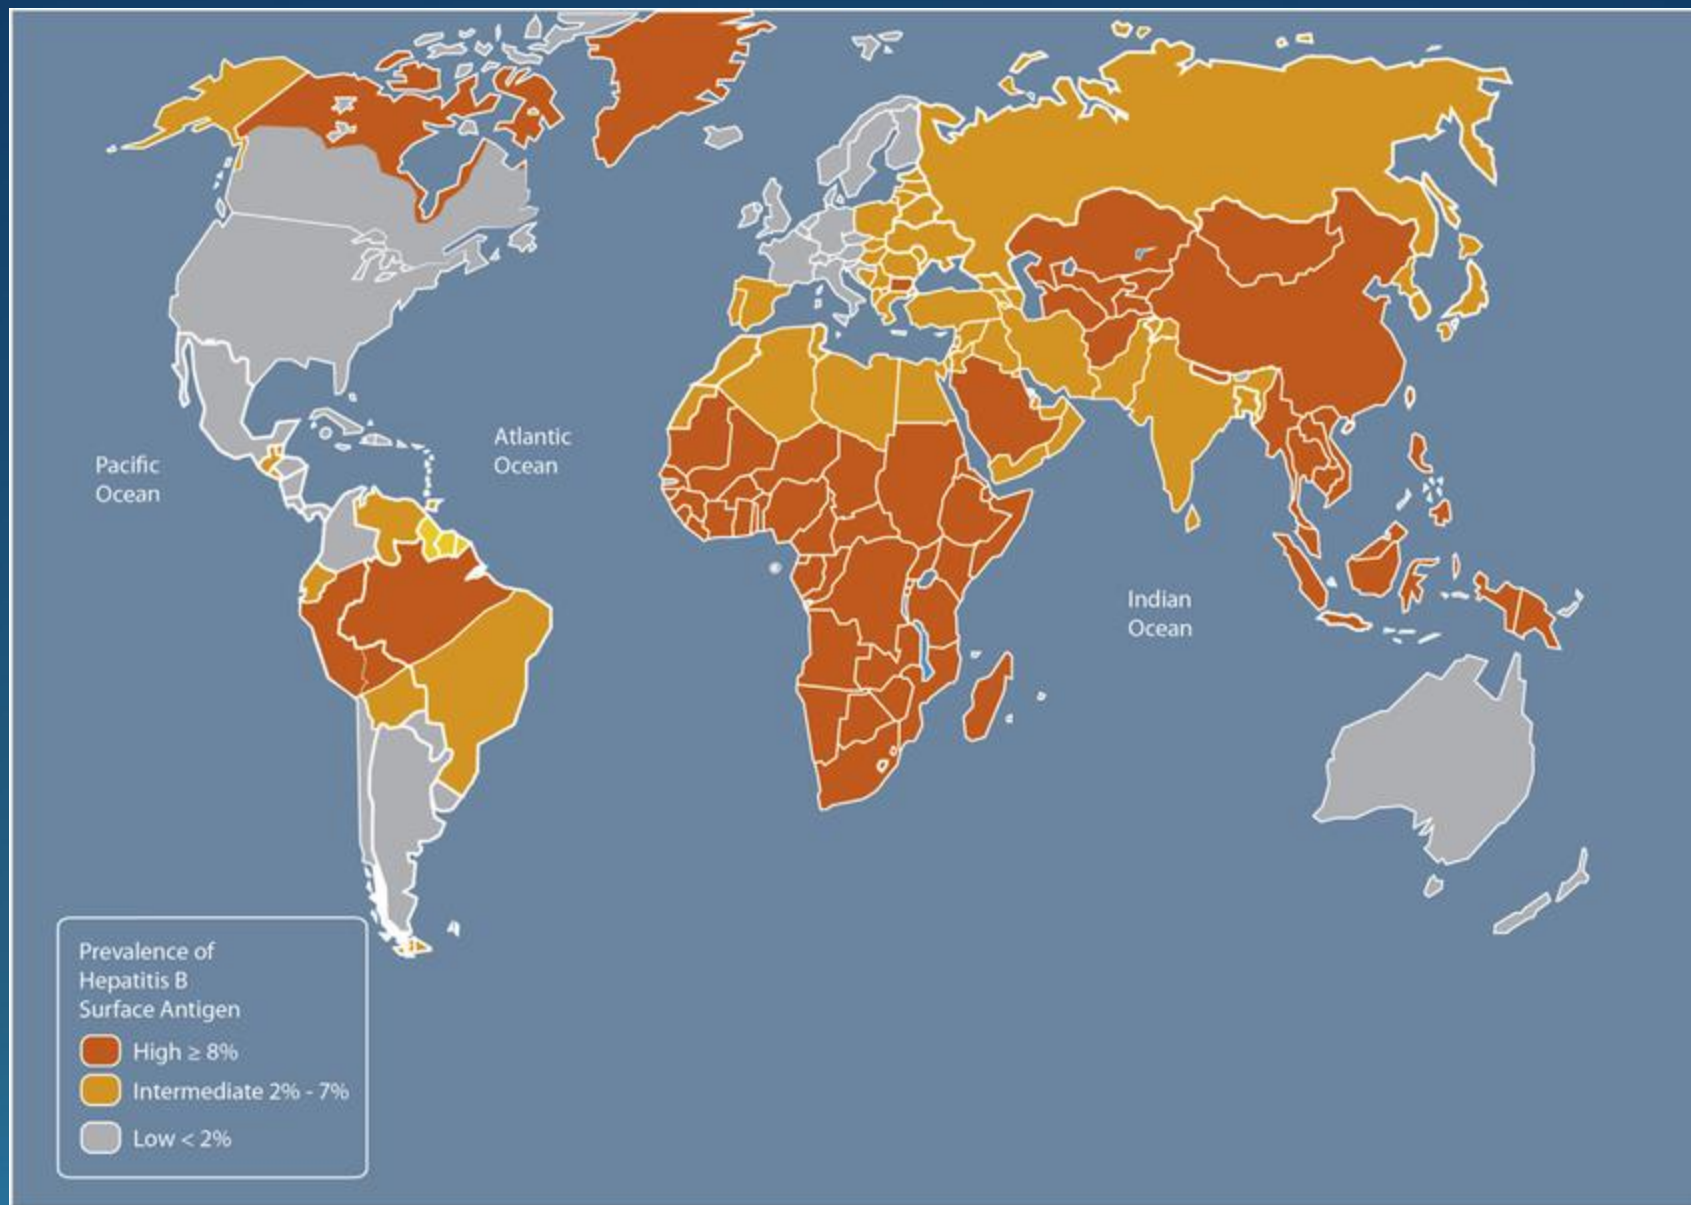 Atlantic
Ocean
Pacific
Ocean
Indian
Ocean
Prevalence of
Hepatitis B
Surface Antigen
High ≥ 8%
Intermediate 2% - 7%
Low < 2%